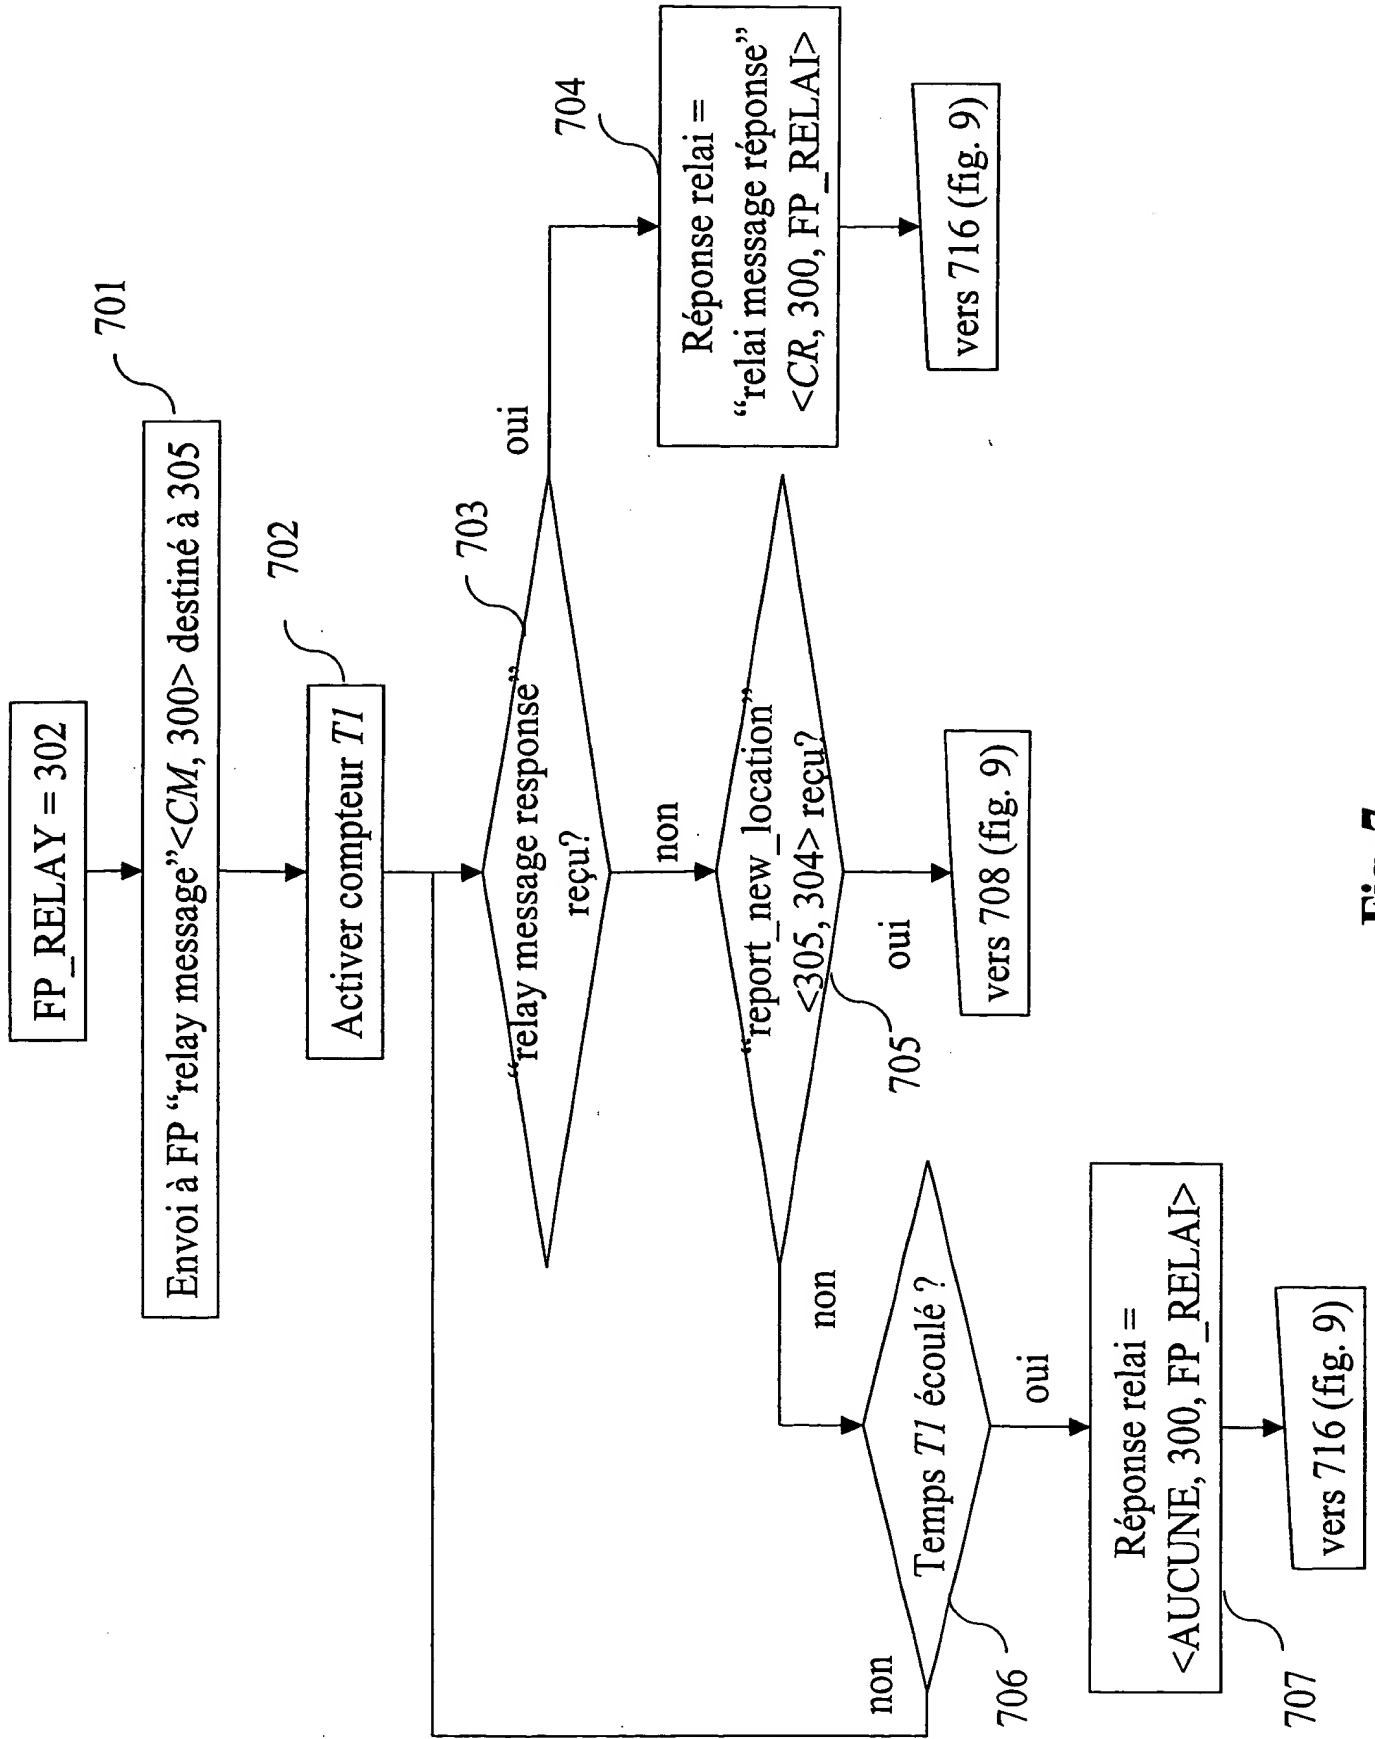 FP_RELAY = 302
701
Envoi à FP “relay message”<CM, 300> destiné à 305
702
Activer compteur T1
703
“relay message response”
reçu?
oui
704
Réponse relai =
“relai message réponse”
<CR, 300, FP_RELAI>
vers 716 (fig. 9)
non
“report_new_location”
<305, 304> reçu?
705
oui
vers 708 (fig. 9)
non
Temps T1 écoulé ?
706
non
oui
Réponse relai =
<AUCUNE, 300, FP_RELAI>
707
vers 716 (fig. 9)